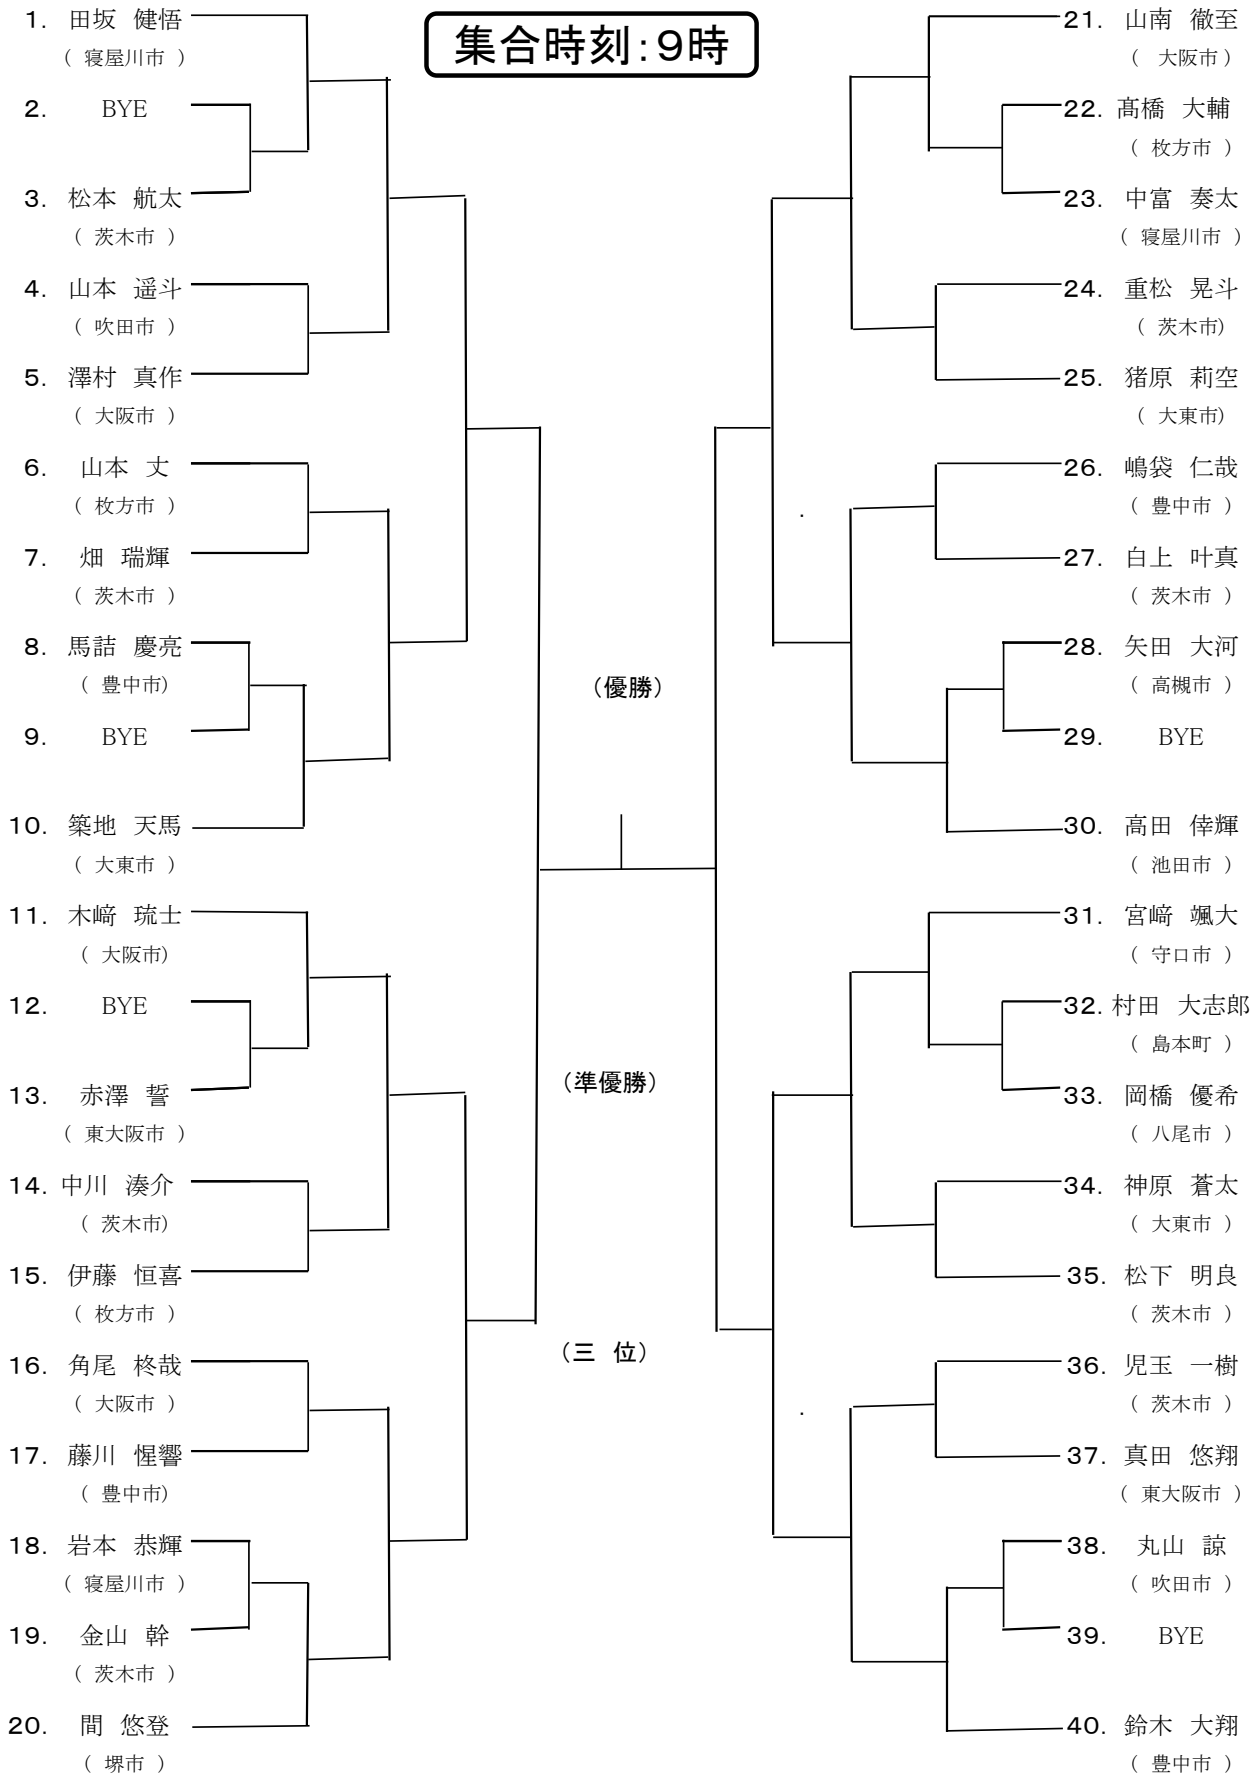 集合時刻:9時
1. 田坂 健悟
( 寝屋川市 )
2. BYE
3. 松本 航太
( 茨木市 )
4. 山本 遥斗
( 吹田市 )
5. 澤村 真作
( 大阪市 )
6. 山本 丈
( 枚方市 )
7. 畑 瑞輝
( 茨木市 )
8. 馬詰 慶亮
( 豊中市)
9. BYE
10. 築地 天馬
( 大東市 )
11. 木﨑 琉士
( 大阪市)
12. BYE
13. 赤澤 誓
( 東大阪市 )
14. 中川 湊介
( 茨木市)
15. 伊藤 恒喜
( 枚方市 )
16. 角尾 柊哉
( 大阪市 )
17. 藤川 惺響
( 豊中市)
18. 岩本 恭輝
( 寝屋川市 )
19. 金山 幹
( 茨木市 )
20. 間 悠登
( 堺市 )
(優勝)
(準優勝)
(三 位)
21. 山南 徹至
( 大阪市 )
22. 髙橋 大輔
( 枚方市 )
23. 中富 奏太
( 寝屋川市 )
24. 重松 晃斗
( 茨木市)
25. 猪原 莉空
( 大東市)
26. 嶋袋 仁哉
( 豊中市 )
27. 白上 叶真
( 茨木市 )
28. 矢田 大河
( 高槻市 )
29. BYE
30. 高田 倖輝
( 池田市 )
31. 宮﨑 颯大
( 守口市 )
32. 村田 大志郎
( 島本町 )
33. 岡橋 優希
( 八尾市 )
34. 神原 蒼太
( 大東市 )
35. 松下 明良
( 茨木市 )
36. 児玉 一樹
( 茨木市 )
37. 真田 悠翔
( 東大阪市 )
38. 丸山 諒
( 吹田市 )
39. BYE
40. 鈴木 大翔
( 豊中市 )